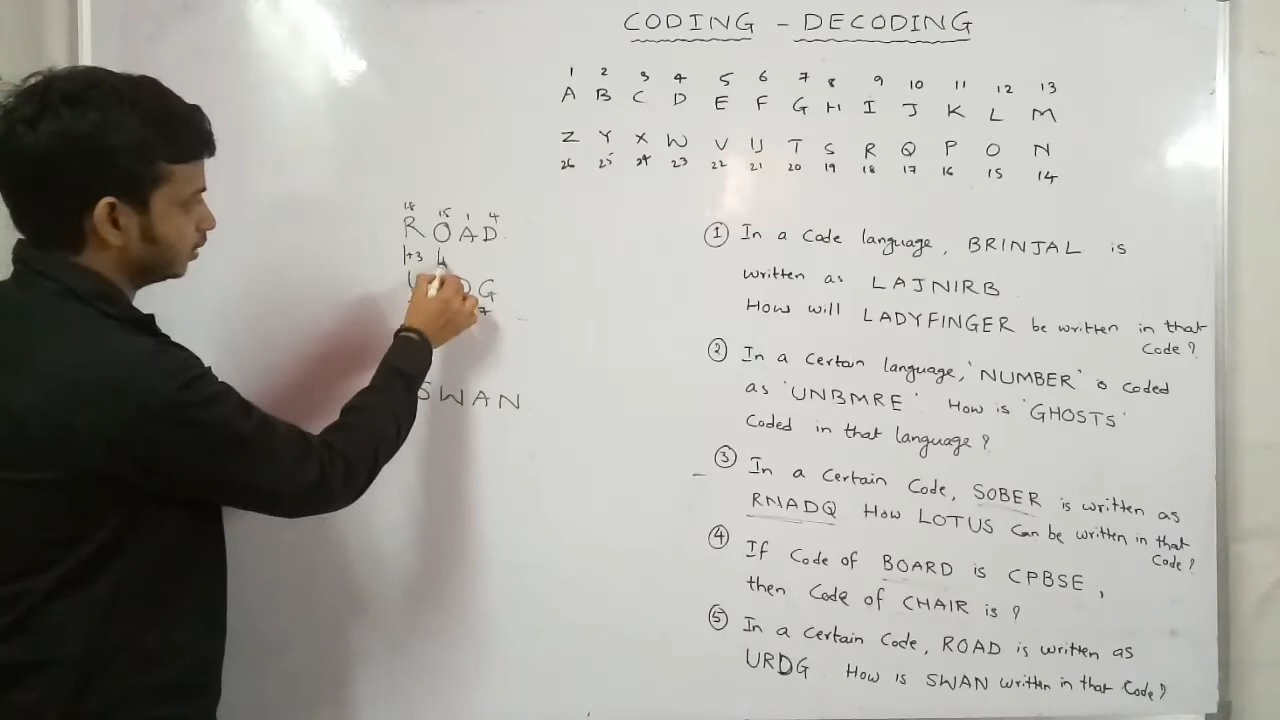 CODING - DECODING
1 2 3 4 5 6 7 8 9 10 11 12 13
A B C D E F G H I J K L M
Z Y X W V U T S R Q P O N
26 25 24 23 22 21 20 19 18 17 16 15 14
18 15 1 4
R O A D
+3
U D G
7
S W A N
① In a Code language, BRINJAL is
written as LAJNIRB
How will LADYFINGER be written in that
Code?
② In a Certain language, 'NUMBER' is coded
as 'UNBMRE' How is 'GHOSTS'
Coded in that language?
③ In a Certain Code, SOBER is written as
RNADQ How LOTUS Can be written in that
Code?
④ If Code of BOARD is CPBSE,
then Code of CHAIR is?
⑤ In a Certain Code, ROAD is written as
URDG How is SWAN written in that Code?